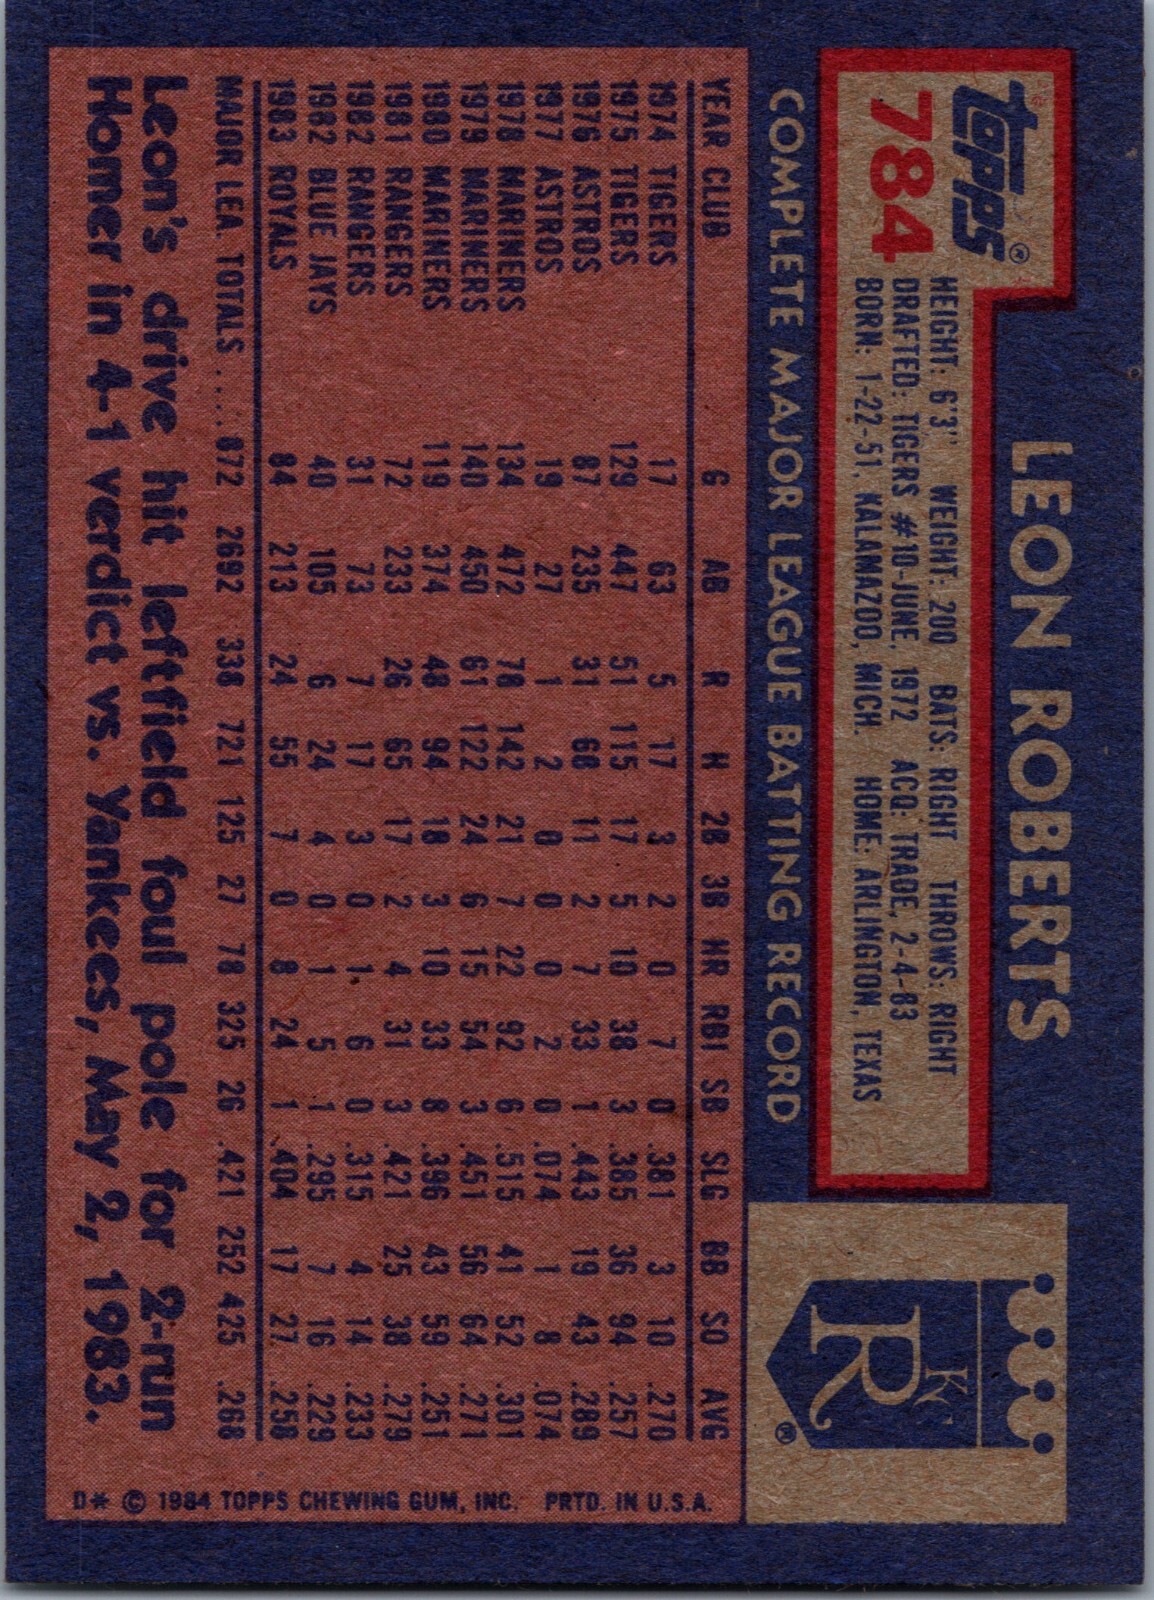 topps®
784
LEON ROBERTS
HEIGHT: 6'3" WEIGHT: 200 BATS: RIGHT THROWS: RIGHT
DRAFTED: TIGERS #10-JUNE, 1972 ACQ: TRADE, 2-4-83
BORN: 1-22-51, KALAMAZOO, MICH. HOME: ARLINGTON, TEXAS
KC
R®
COMPLETE MAJOR LEAGUE BATTING RECORD
YEAR CLUB G AB R H 2B 3B HR RBI SB SLG BB SO AVG
1974 TIGERS 17 63 5 17 3 2 0 7 0 .381 3 10 .270
1975 TIGERS 129 447 51 115 17 5 10 38 3 .385 36 94 .257
1976 ASTROS 87 235 31 68 11 2 7 33 1 .443 19 43 .289
1977 ASTROS 19 27 1 2 0 0 0 2 0 .074 1 8 .074
1978 MARINERS 134 472 78 142 21 7 22 92 6 .515 41 52 .301
1979 MARINERS 140 450 61 122 24 6 15 54 3 .451 56 64 .271
1980 MARINERS 119 374 48 94 18 3 10 33 8 .396 43 59 .251
1981 RANGERS 72 233 26 65 17 2 4 31 3 .421 25 38 .279
1982 RANGERS 31 73 7 17 3 0 1 6 0 .315 4 14 .233
1982 BLUE JAYS 40 105 6 24 4 0 1 5 1 .295 7 16 .229
1983 ROYALS 84 213 24 55 7 0 8 24 1 .404 17 27 .258
MAJOR LEA. TOTALS....872 2692 338 721 125 27 78 325 26 .421 252 425 .268
Leon's drive hit leftfield foul pole for 2-run
Homer in 4-1 verdict vs. Yankees, May 2, 1983.
D* © 1984 TOPPS CHEWING GUM, INC. PRTD. IN U.S.A.